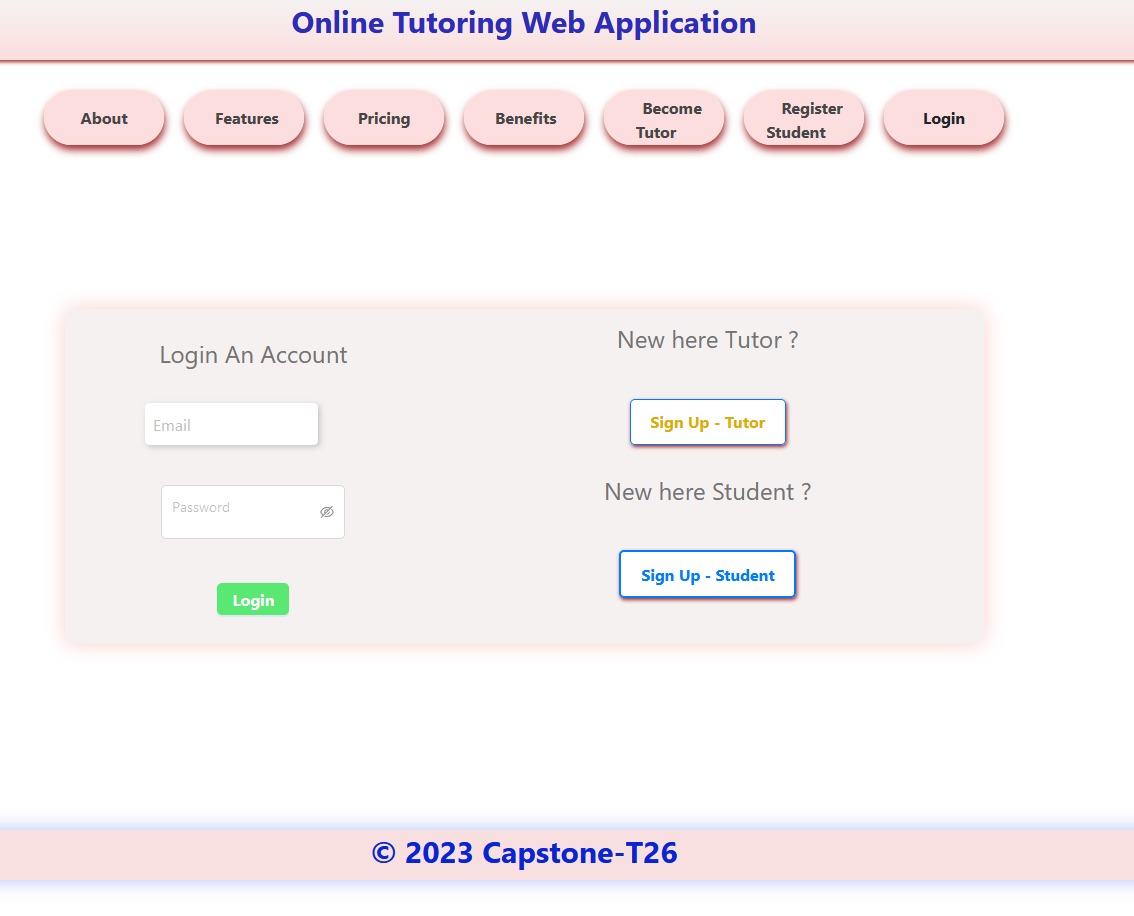 Online Tutoring Web Application
About
Features
Pricing
Benefits
Become
Tutor
Register
Student
Login
Login An Account
Email
Password
Login
New here Tutor ?
Sign Up - Tutor
New here Student ?
Sign Up - Student
© 2023 Capstone-T26